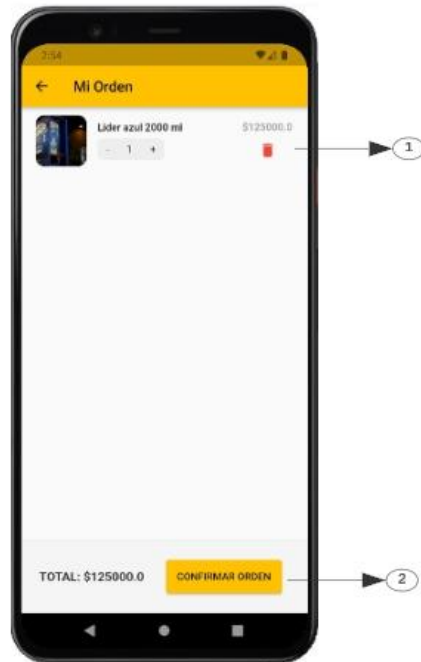 2:54
Mi Orden
Lider azul 2000 ml $125000.0
- 1 +
1
TOTAL: $125000.0 CONFIRMAR ORDEN
2